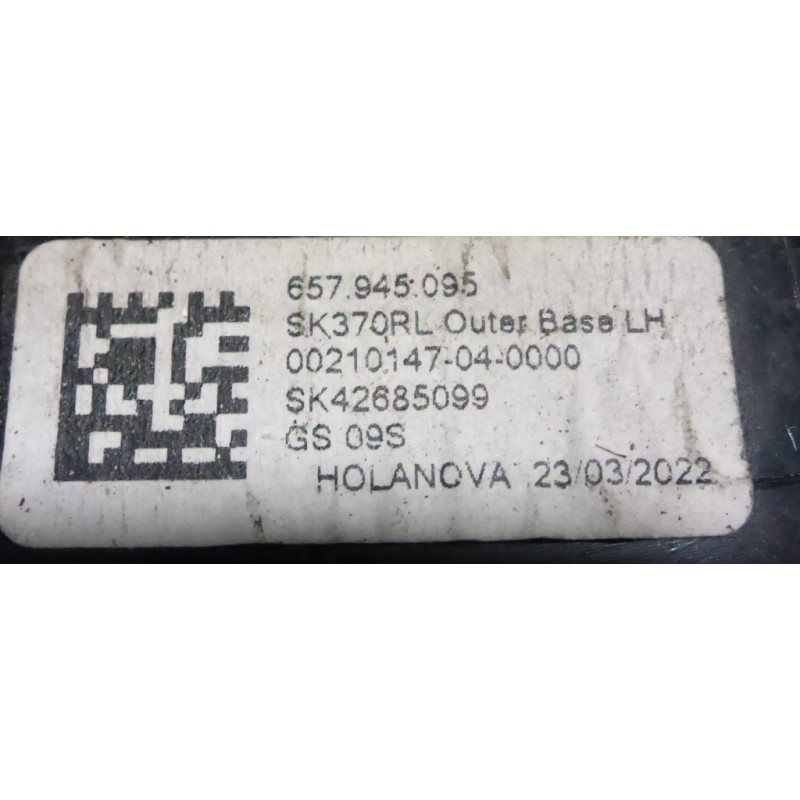 657.945.095
SK370RL Outer Base LH
00210147-04-0000
SK42685099
GS 09S
HOLANOVA 23/03/2022